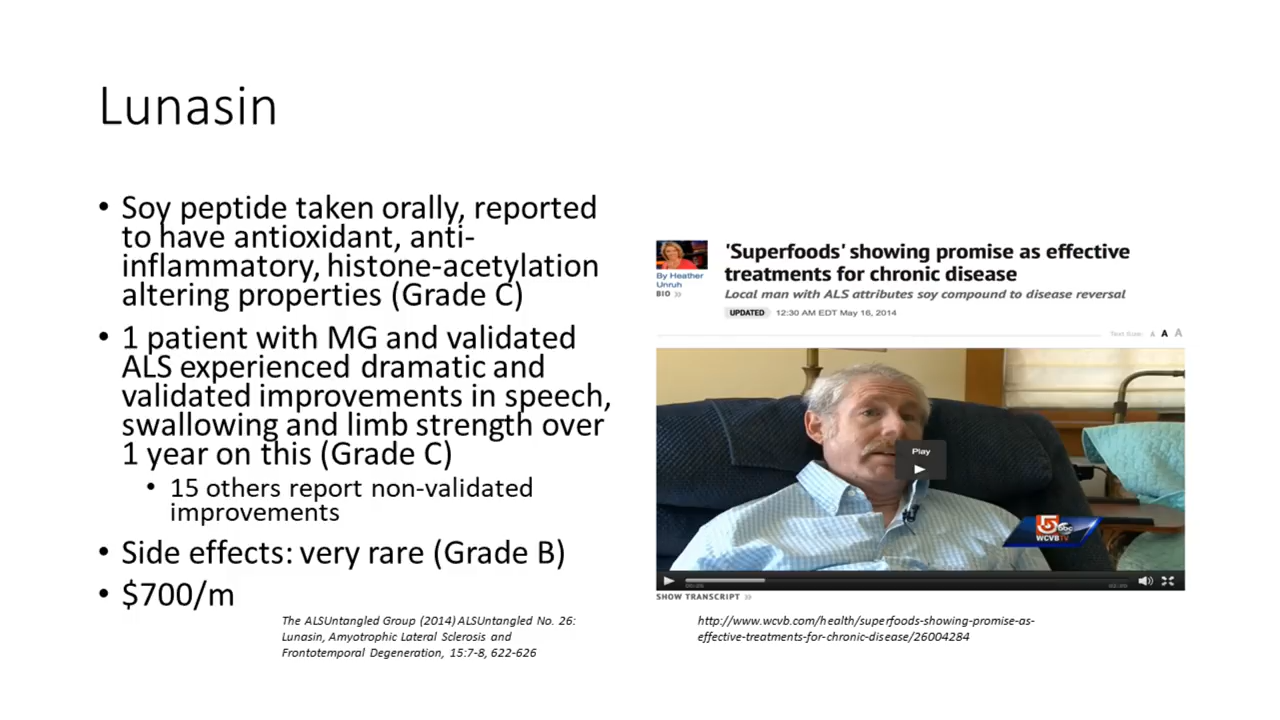 Lunasin
• Soy peptide taken orally, reported
to have antioxidant, anti-
inflammatory, histone-acetylation
altering properties (Grade C)
• 1 patient with MG and validated
ALS experienced dramatic and
validated improvements in speech,
swallowing and limb strength over
1 year on this (Grade C)
• 15 others report non-validated
improvements
• Side effects: very rare (Grade B)
• $700/m
The ALSUntangled Group (2014) ALSUntangled No. 26:
Lunasin, Amyotrophic Lateral Sclerosis and
Frontotemporal Degeneration, 15:7-8, 622-626
By Heather
Unruh
BIO »
'Superfoods' showing promise as effective
treatments for chronic disease
Local man with ALS attributes soy compound to disease reversal
UPDATED 12:30 AM EDT May 16, 2014
Text Size: A A A
Play
5 abc
WCVB TV
SHOW TRANSCRIPT »
http://www.wcvb.com/health/superfoods-showing-promise-as-
effective-treatments-for-chronic-disease/26004284